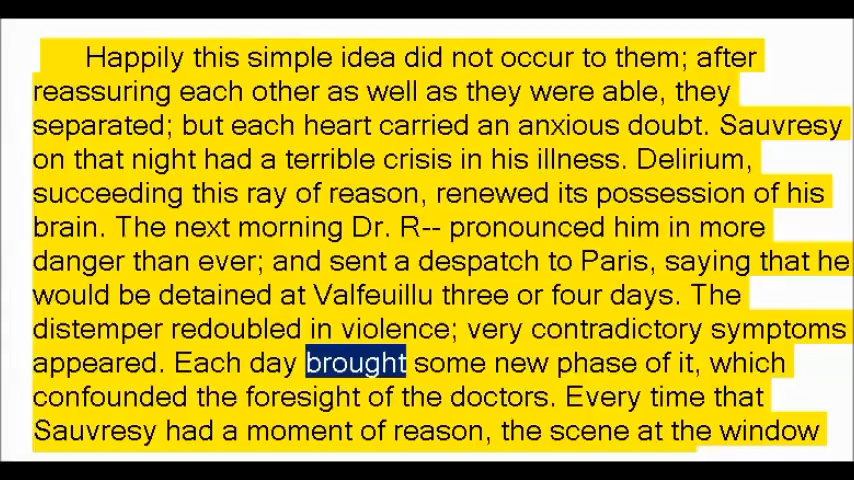 Happily this simple idea did not occur to them; after
reassuring each other as well as they were able, they
separated; but each heart carried an anxious doubt. Sauvresy
on that night had a terrible crisis in his illness. Delirium,
succeeding this ray of reason, renewed its possession of his
brain. The next morning Dr. R-- pronounced him in more
danger than ever; and sent a despatch to Paris, saying that he
would be detained at Valfeuillu three or four days. The
distemper redoubled in violence; very contradictory symptoms
appeared. Each day brought some new phase of it, which
confounded the foresight of the doctors. Every time that
Sauvresy had a moment of reason, the scene at the window